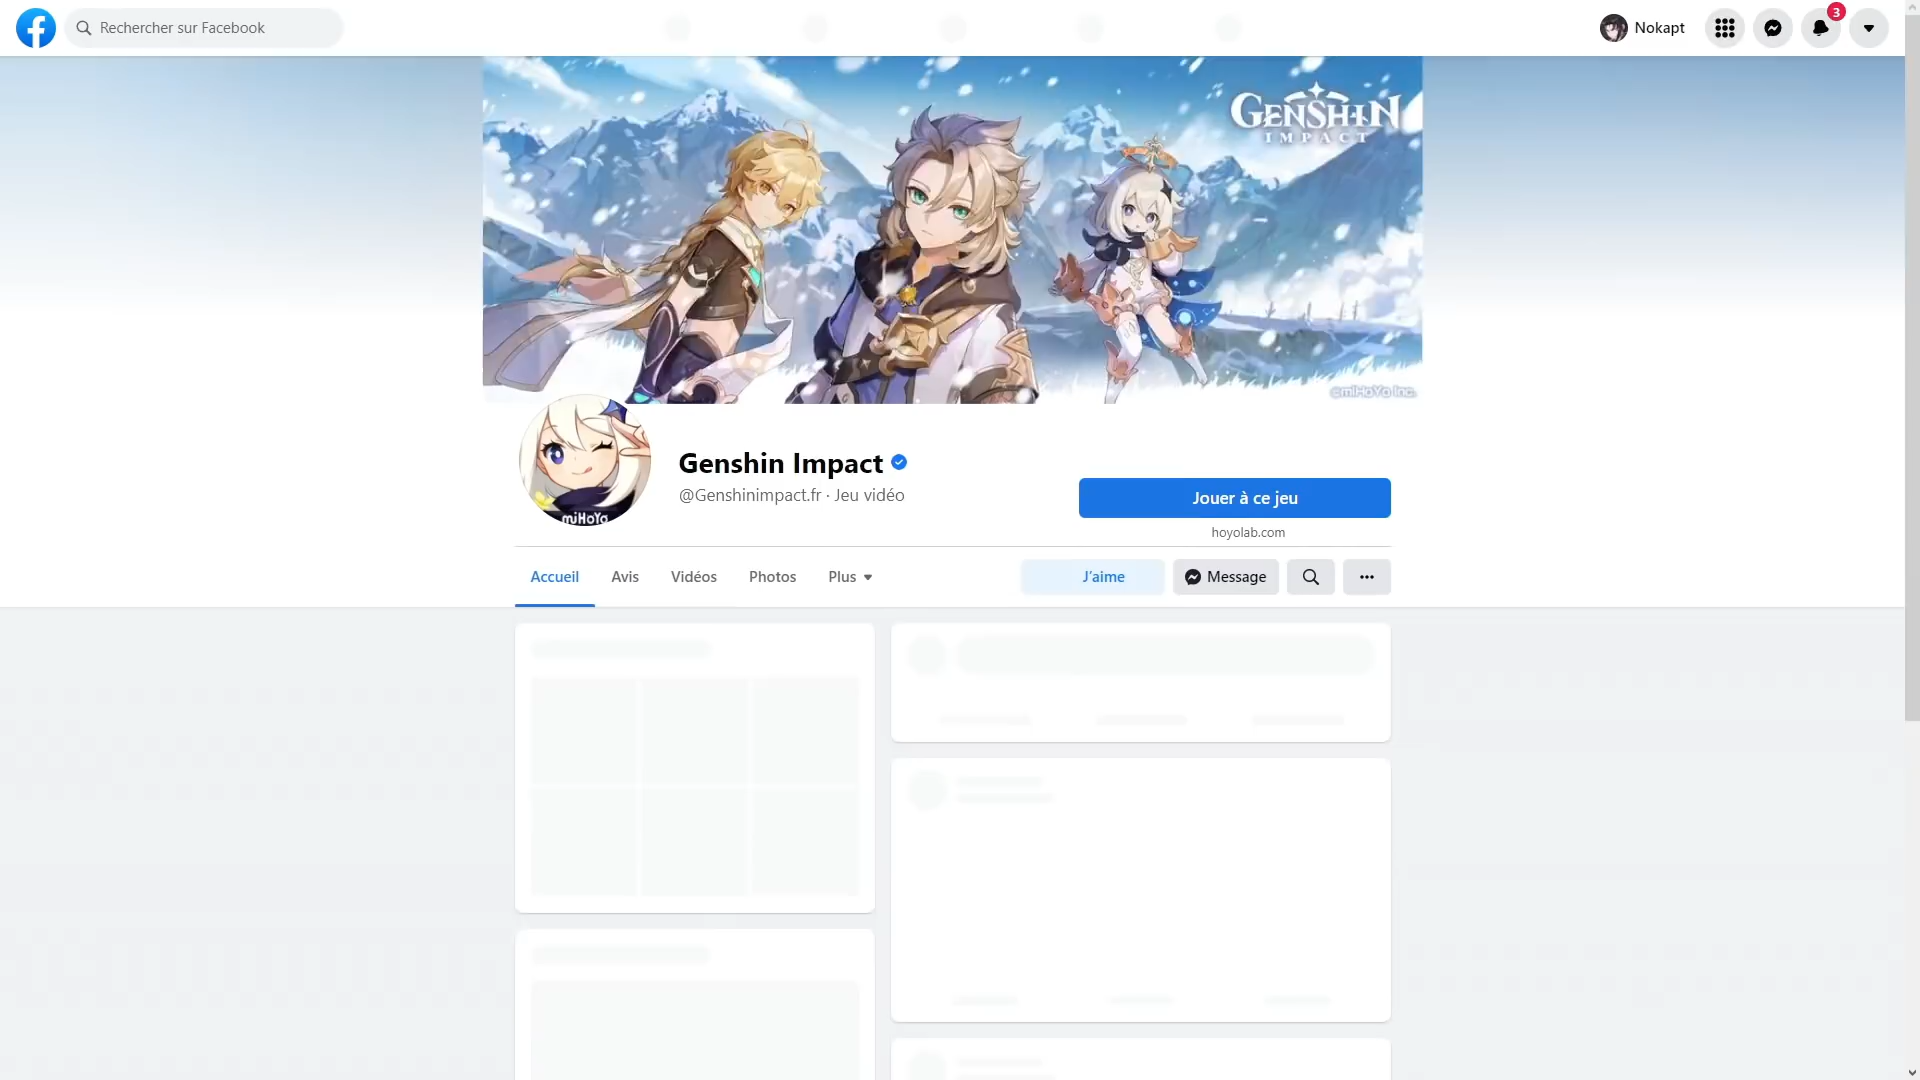 Rechercher sur Facebook
Nokapt
3
GENSHIN
IMPACT
©miHoYo Inc.
miHoYo
Genshin Impact
@Genshinimpact.fr · Jeu vidéo
Jouer à ce jeu
hoyolab.com
Accueil
Avis
Vidéos
Photos
Plus
J’aime
Message